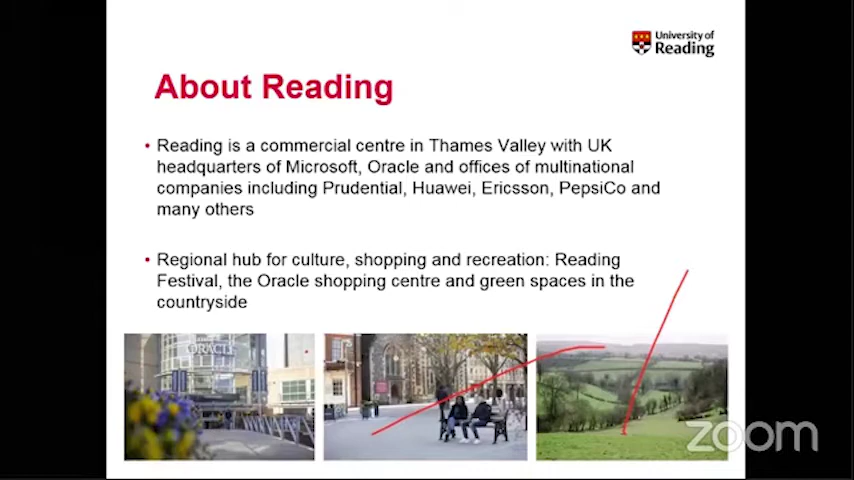 University of
Reading
About Reading
• Reading is a commercial centre in Thames Valley with UK
headquarters of Microsoft, Oracle and offices of multinational
companies including Prudential, Huawei, Ericsson, PepsiCo and
many others
• Regional hub for culture, shopping and recreation: Reading
Festival, the Oracle shopping centre and green spaces in the
countryside
ORACLE
zoom